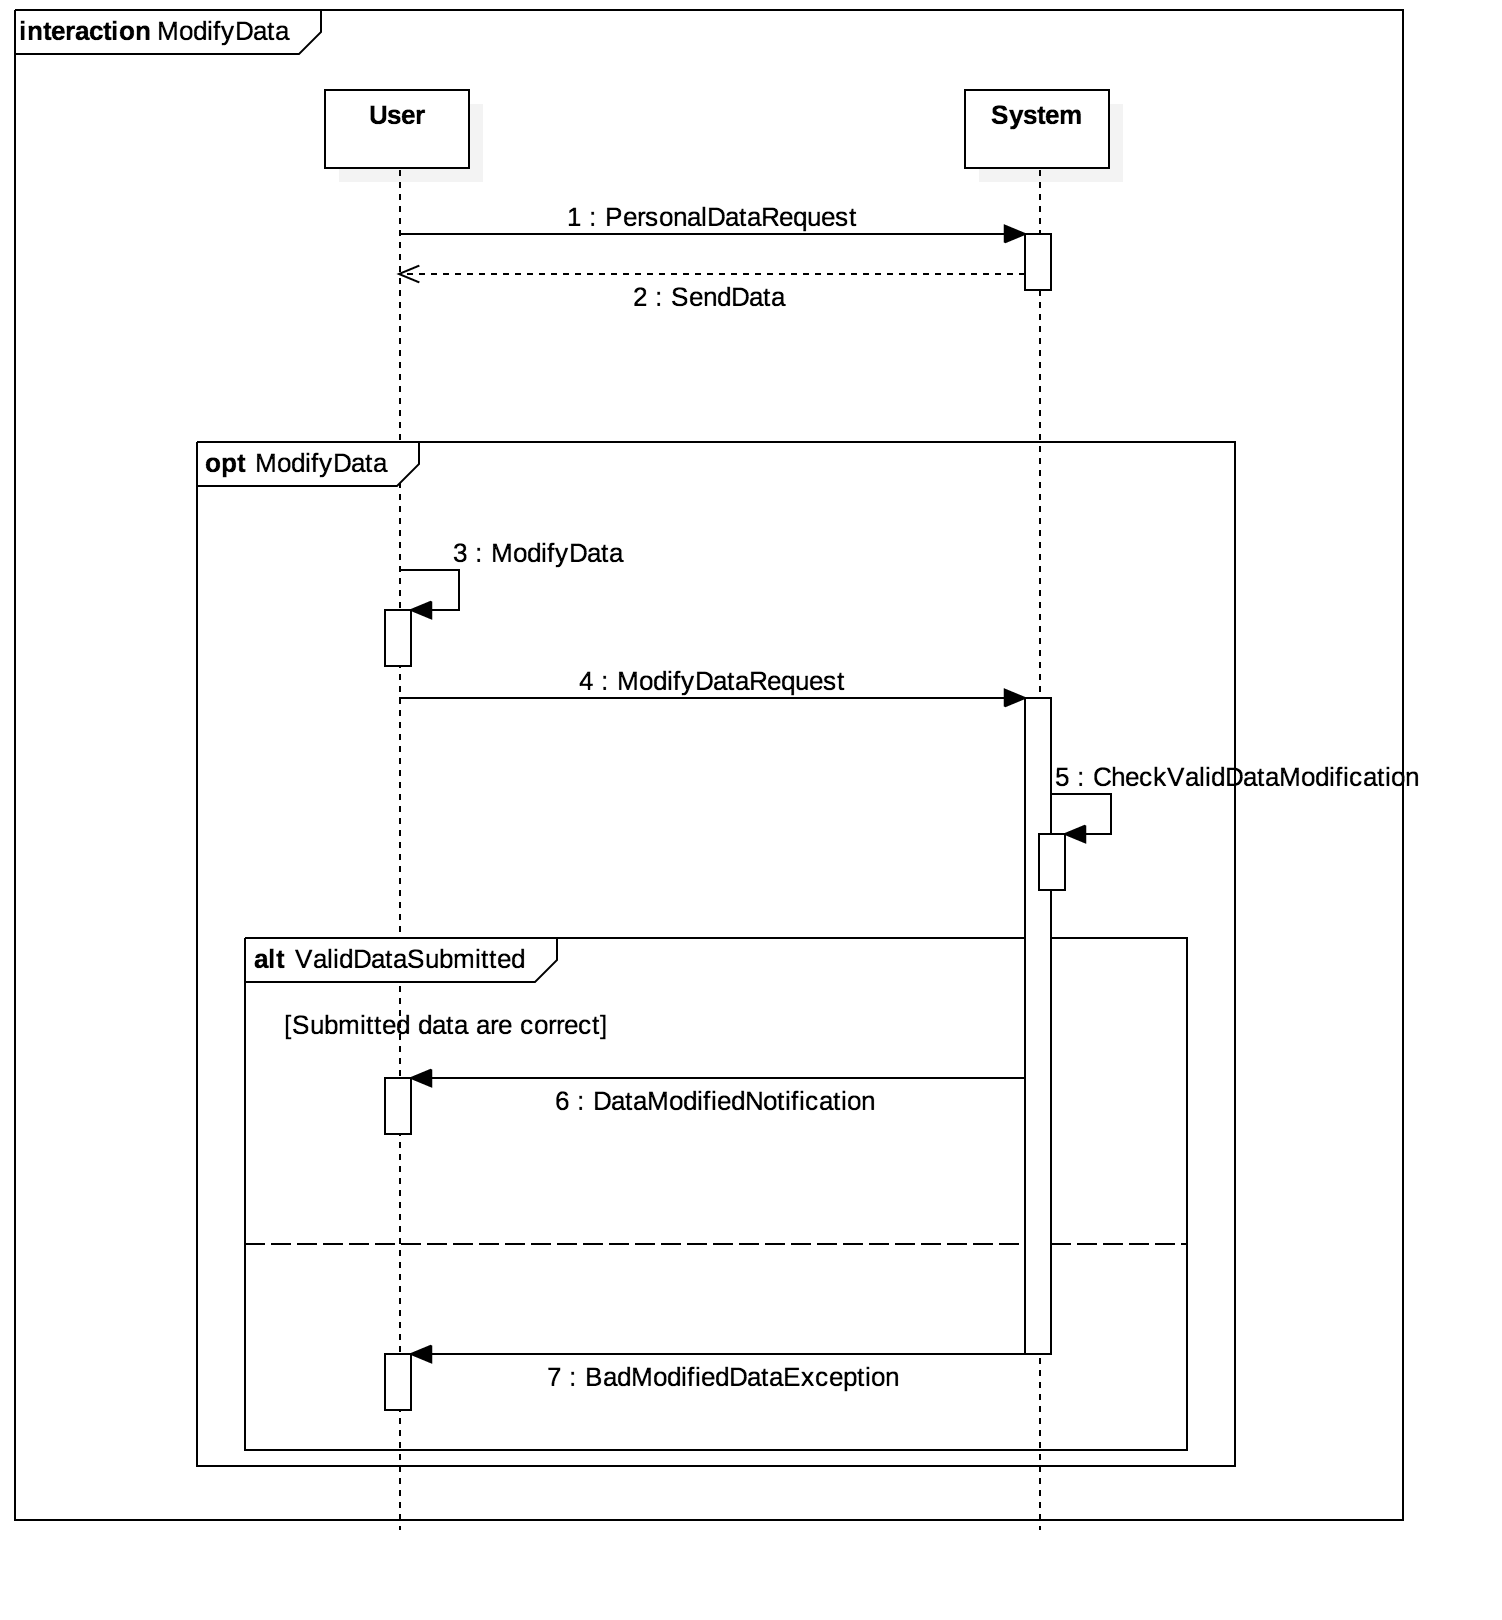 interaction ModifyData
User
System
1 : PersonalDataRequest
2 : SendData
opt ModifyData
3 : ModifyData
4 : ModifyDataRequest
5 : CheckValidDataModification
alt ValidDataSubmitted
[Submitted data are correct]
6 : DataModifiedNotification
7 : BadModifiedDataException